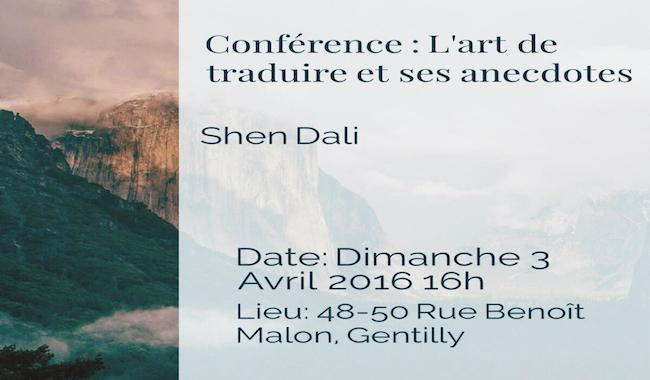 Conférence : L'art de
traduire et ses anecdotes
Shen Dali
Date: Dimanche 3
Avril 2016 16h
Lieu: 48-50 Rue Benoît
Malon, Gentilly